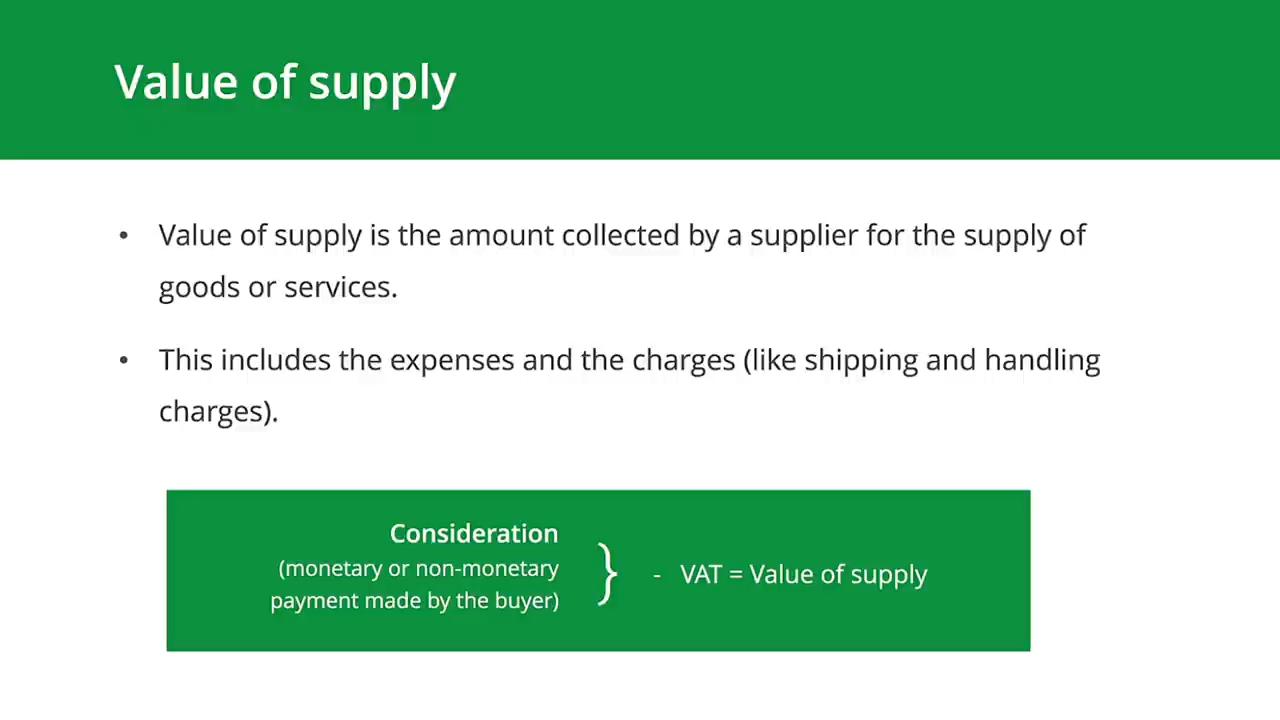 Value of supply
• Value of supply is the amount collected by a supplier for the supply of
goods or services.
• This includes the expenses and the charges (like shipping and handling
charges).
Consideration
(monetary or non-monetary
payment made by the buyer)
} - VAT = Value of supply